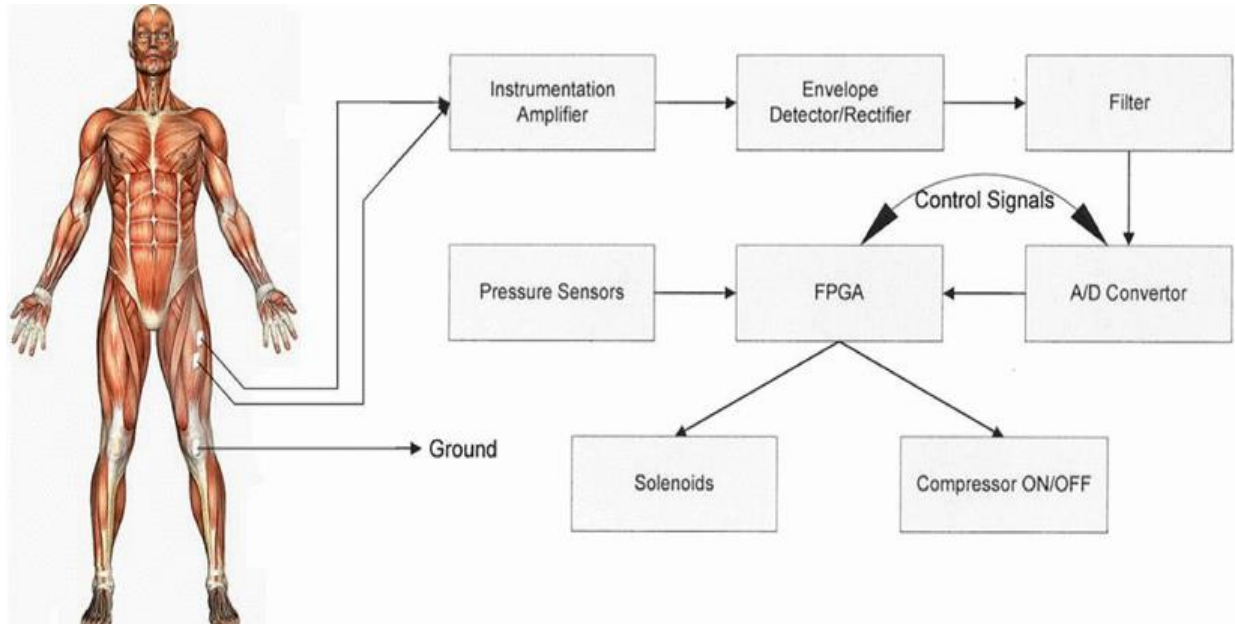 Instrumentation
Amplifier
Envelope
Detector/Rectifier
Filter
Control Signals
Pressure Sensors
FPGA
A/D Convertor
Ground
Solenoids
Compressor ON/OFF